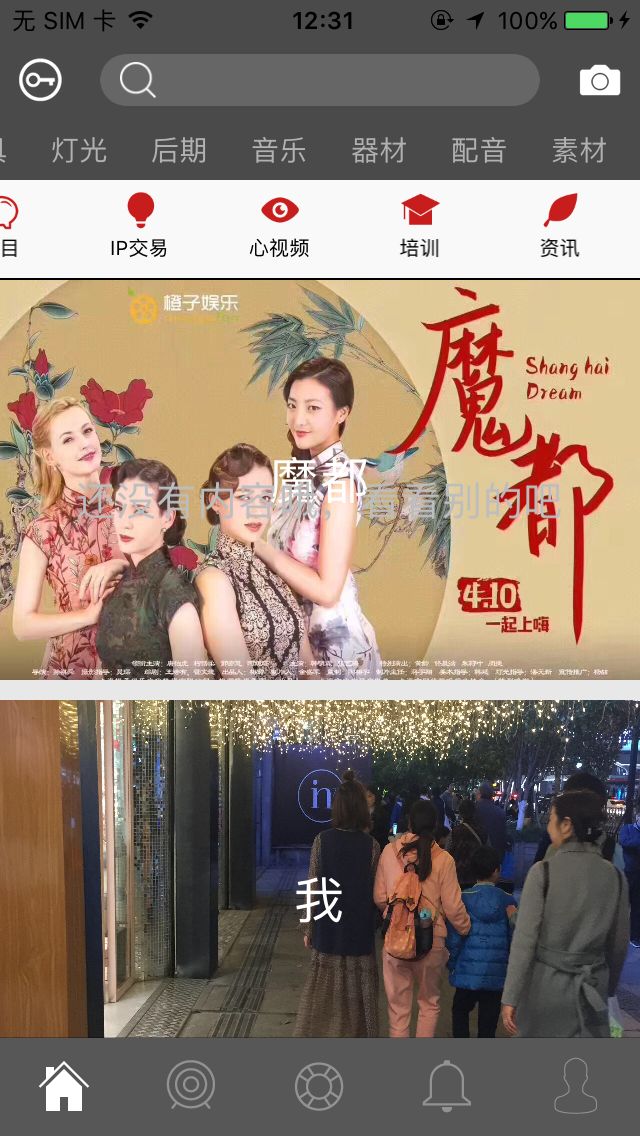 无 SIM 卡
12:31
100%
灯光 后期 音乐 器材 配音 素材
目 IP交易 心视频 培训 资讯
橙子娱乐
魔都
Shang hai
Dream
魔都
还没有内容哦，看看别的吧
4.10
一起上嗨
我